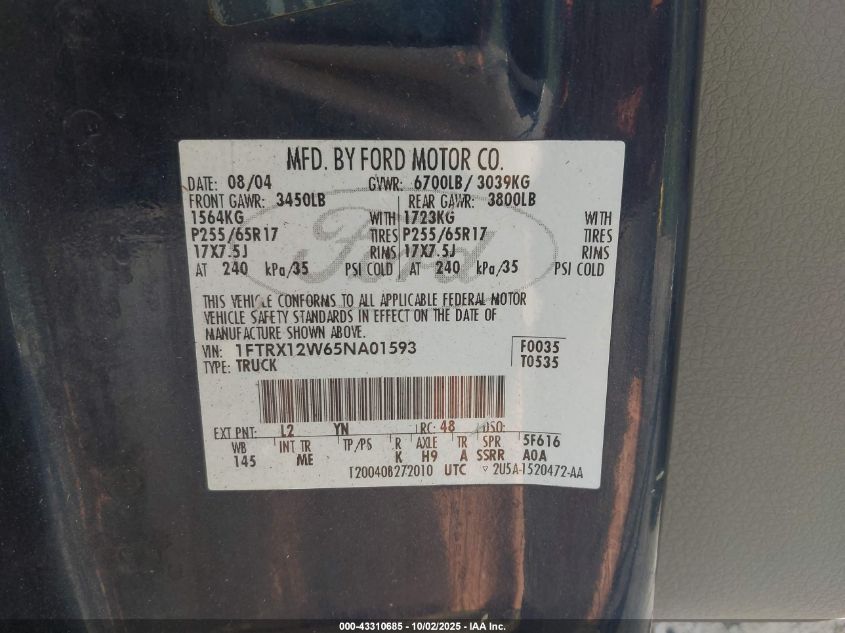 MFD. BY FORD MOTOR CO.
DATE: 08/04 GVWR: 6700LB/ 3039KG
FRONT GAWR: 3450LB REAR GAWR: 3800LB
1564KG WITH 1723KG WITH
P255/65R17 TIRES P255/65R17 TIRES
17X7.5J RIMS 17X7.5J RIMS
AT 240 kPa/35 PSI COLD AT 240 kPa/35 PSI COLD
Ford
THIS VEHICLE CONFORMS TO ALL APPLICABLE FEDERAL MOTOR
VEHICLE SAFETY STANDARDS IN EFFECT ON THE DATE OF
MANUFACTURE SHOWN ABOVE.
VIN: 1FTRX12W65NA01593 F0035
TYPE: TRUCK T0535
EXT PNT: L2 YN RC: 48 DSO:
WB INT TR TP/PS R AXLE TR SPR 5F616
145 ME K H9 A SSRR A0A
T200408272010 UTC ▽ 2U5A-1520472-AA
000-43310685 - 10/02/2025 - IAA Inc.